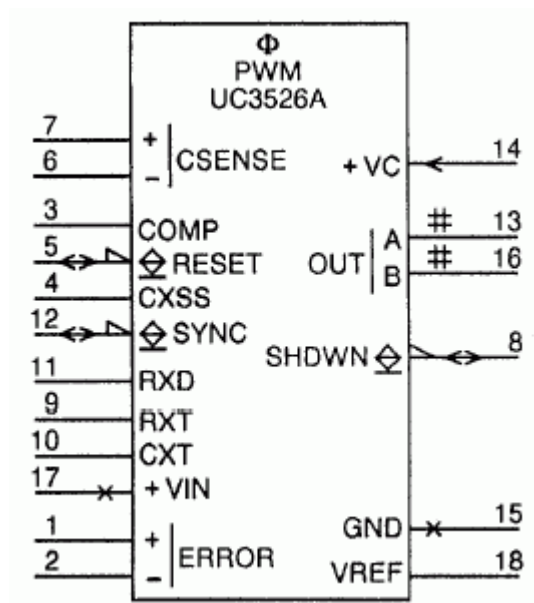 Φ
PWM
UC3526A
7 + CSENSE
6 -
+ VC 14
3 COMP
5 RESET
OUT A # 13
B # 16
4 CXSS
12 SYNC
SHDWN 8
11 RXD
9 RXT
10 CXT
17 + VIN
1 + ERROR
2 -
GND 15
VREF 18